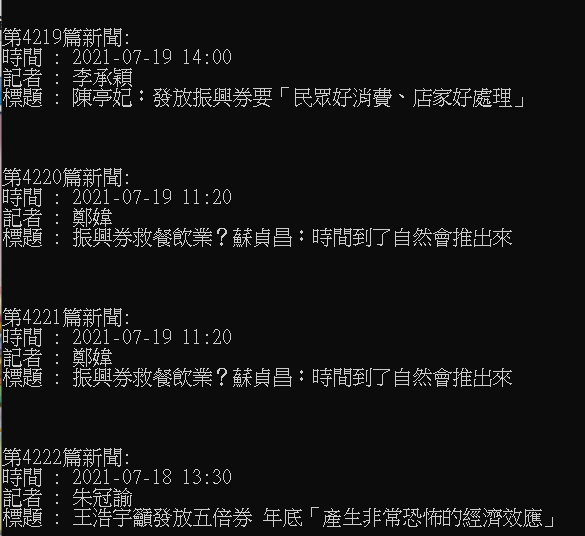 第4219篇新聞:
時間 : 2021-07-19 14:00
記者 : 李承穎
標題 : 陳亭妃：發放振興券要「民眾好消費、店家好處理」
第4220篇新聞:
時間 : 2021-07-19 11:20
記者 : 鄭媁
標題 : 振興券救餐飲業？蘇貞昌：時間到了自然會推出來
第4221篇新聞:
時間 : 2021-07-19 11:20
記者 : 鄭媁
標題 : 振興券救餐飲業？蘇貞昌：時間到了自然會推出來
第4222篇新聞:
時間 : 2021-07-18 13:30
記者 : 朱冠諭
標題 : 王浩宇籲發放五倍券 年底「產生非常恐怖的經濟效應」